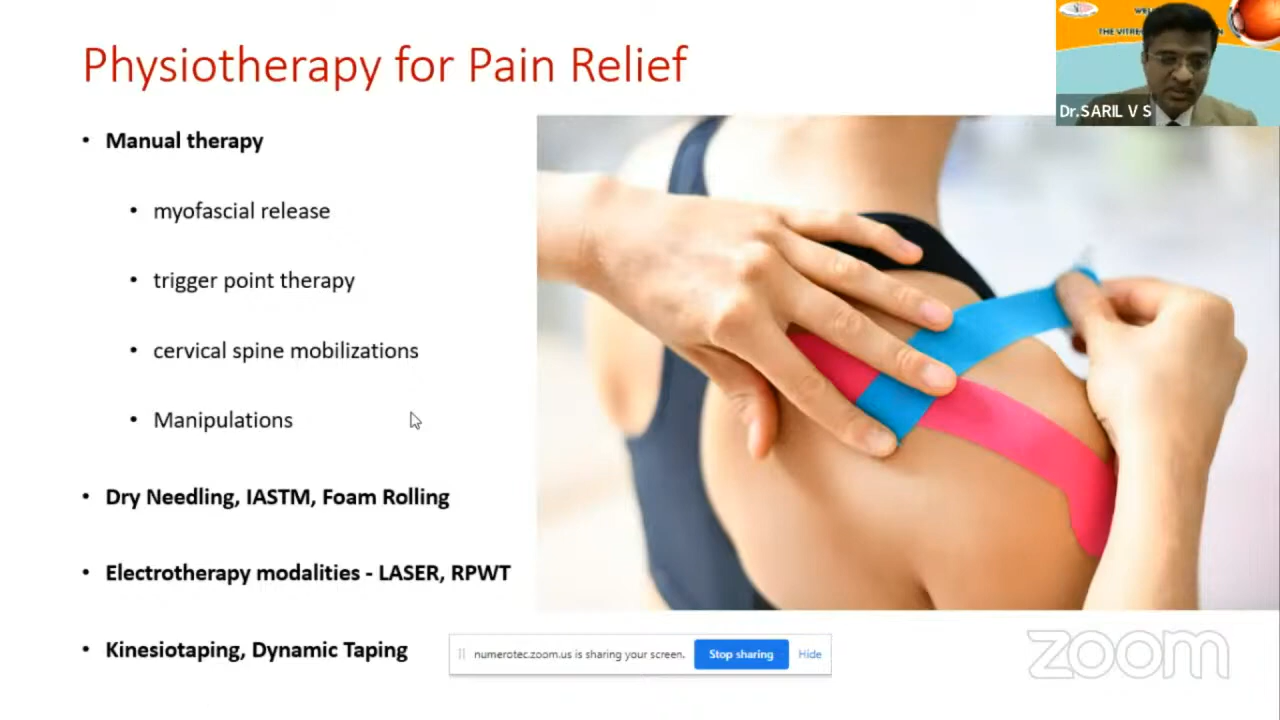 Physiotherapy for Pain Relief
• Manual therapy
• myofascial release
• trigger point therapy
• cervical spine mobilizations
• Manipulations
• Dry Needling, IASTM, Foam Rolling
• Electrotherapy modalities - LASER, RPWT
• Kinesiotaping, Dynamic Taping
Dr.SARIL V S
numerotec.zoom.us is sharing your screen. Stop sharing Hide
zoom